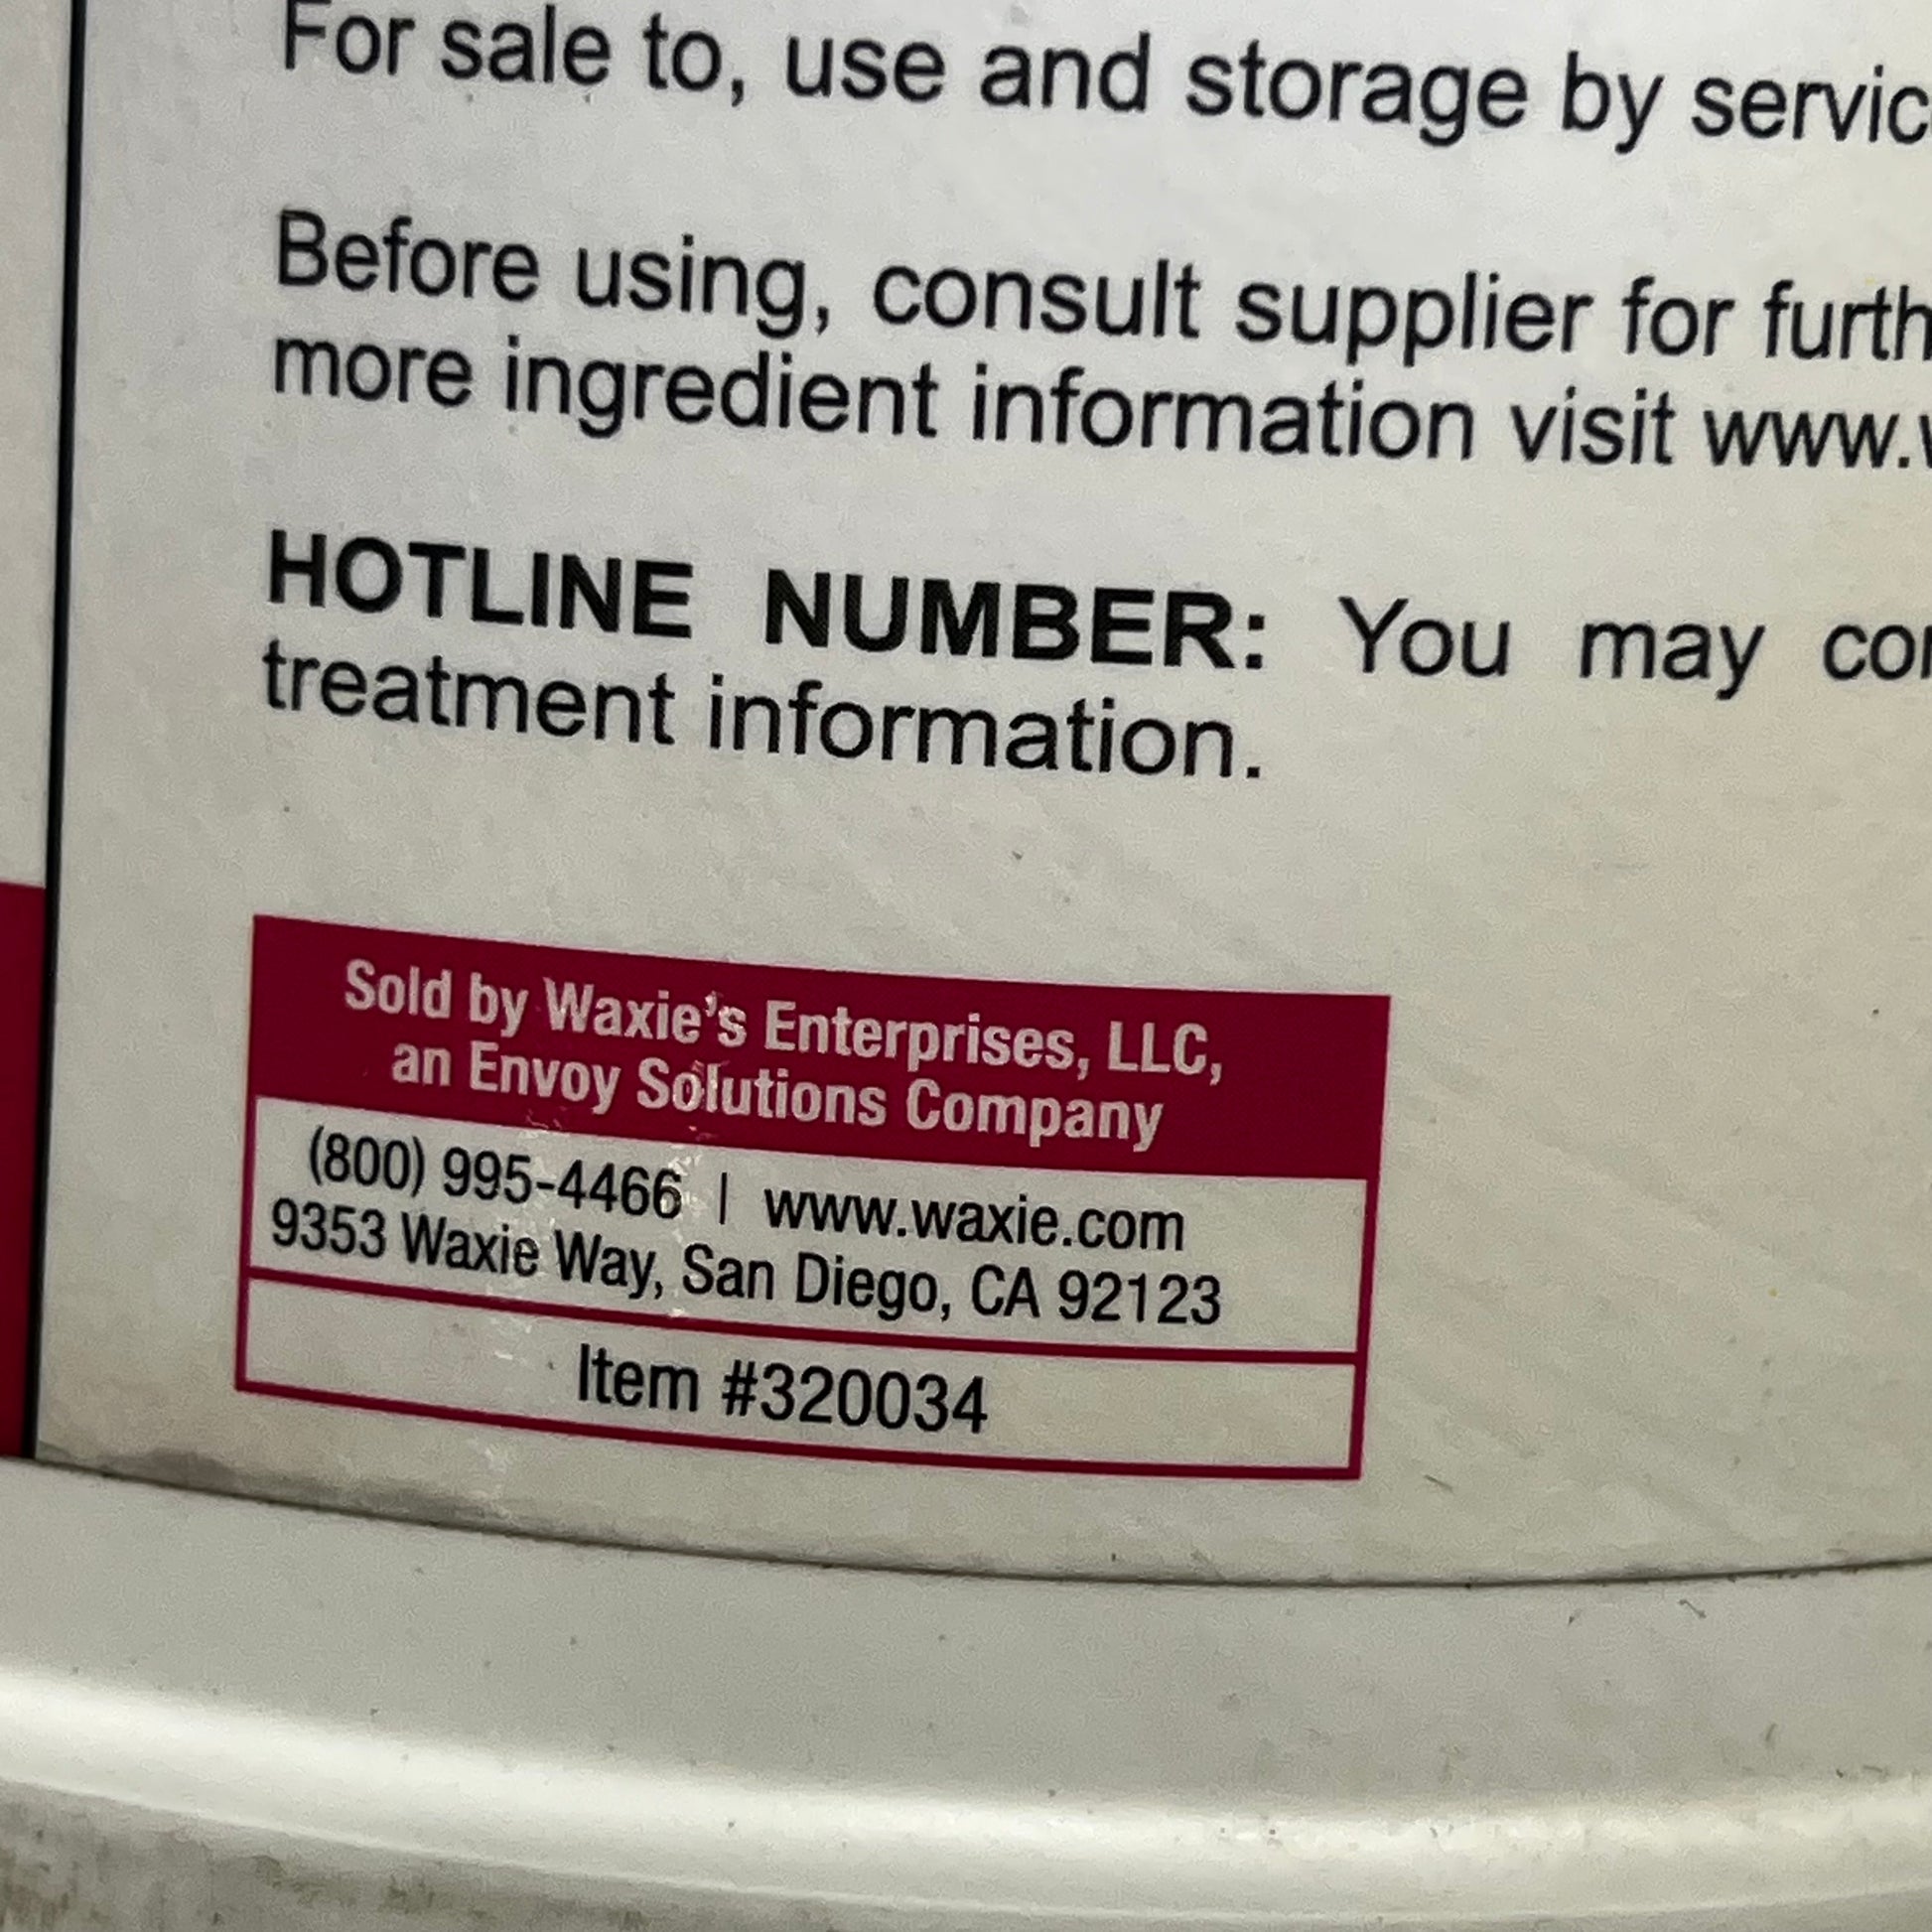 For sale to, use and storage by servic
Before using, consult supplier for furth
more ingredient information visit www.
HOTLINE NUMBER: You may con
treatment information.
Sold by Waxie's Enterprises, LLC,
an Envoy Solutions Company
(800) 995-4466 | www.waxie.com
9353 Waxie Way, San Diego, CA 92123
Item #320034